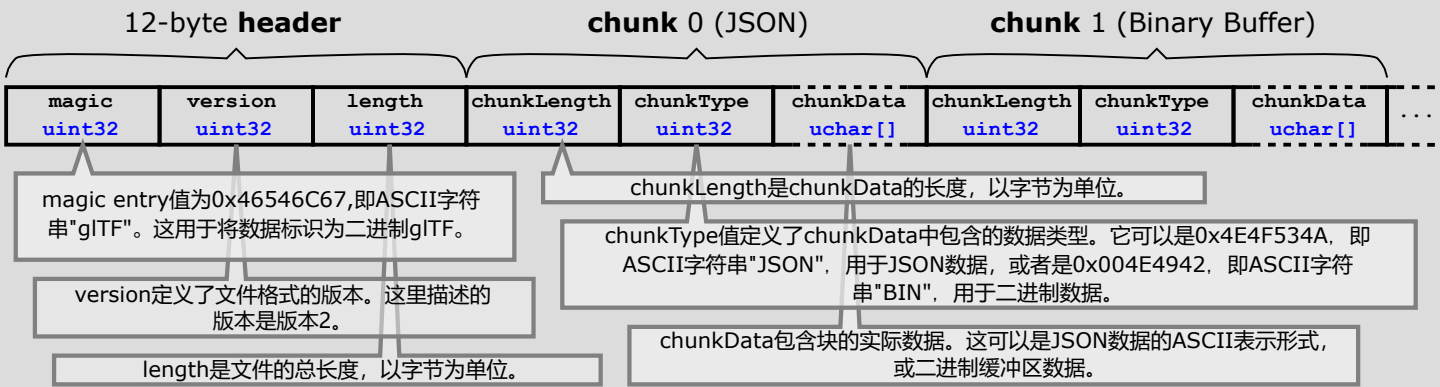 12-byte header
chunk 0 (JSON)
chunk 1 (Binary Buffer)
magic version length chunkLength chunkType chunkData chunkLength chunkType chunkData ...
uint32 uint32 uint32 uint32 uint32 uchar[] uint32 uint32 uchar[]
magic entry值为0x46546C67,即ASCII字符
串"glTF"。这用于将数据标识为二进制glTF。
version定义了文件格式的版本。这里描述的
版本是版本2。
length是文件的总长度，以字节为单位。
chunkLength是chunkData的长度，以字节为单位。
chunkType值定义了chunkData中包含的数据类型。它可以是0x4E4F534A，即
ASCII字符串"JSON"，用于JSON数据，或者是0x004E4942，即ASCII字符
串"BIN"，用于二进制数据。
chunkData包含块的实际数据。这可以是JSON数据的ASCII表示形式，
或二进制缓冲区数据。